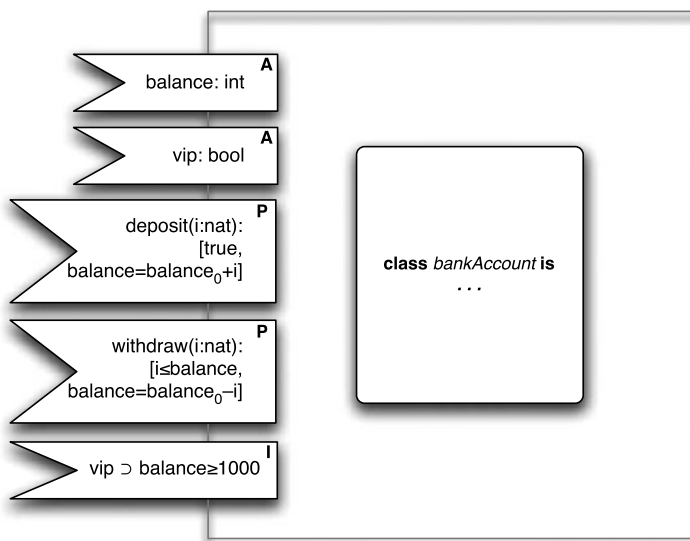 A
balance: int
A
vip: bool
P
deposit(i:nat):
[true,
balance=balance₀+i]
P
withdraw(i:nat):
[i≤balance,
balance=balance₀–i]
I
vip ⊃ balance≥1000
class bankAccount is
...